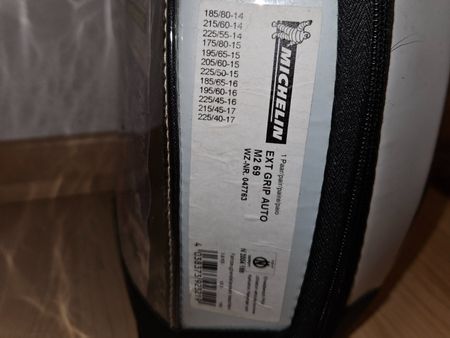 185/80-14
215/60-14
225/55-14
175/80-15
195/65-15
205/60-15
225/50-15
185/65-16
195/60-16
225/45-16
215/45-17
225/40-17
MICHELIN
1 Paar/pair/paire/paio
EXT GRIP AUTO
M2 69
WZ-NR. 047763